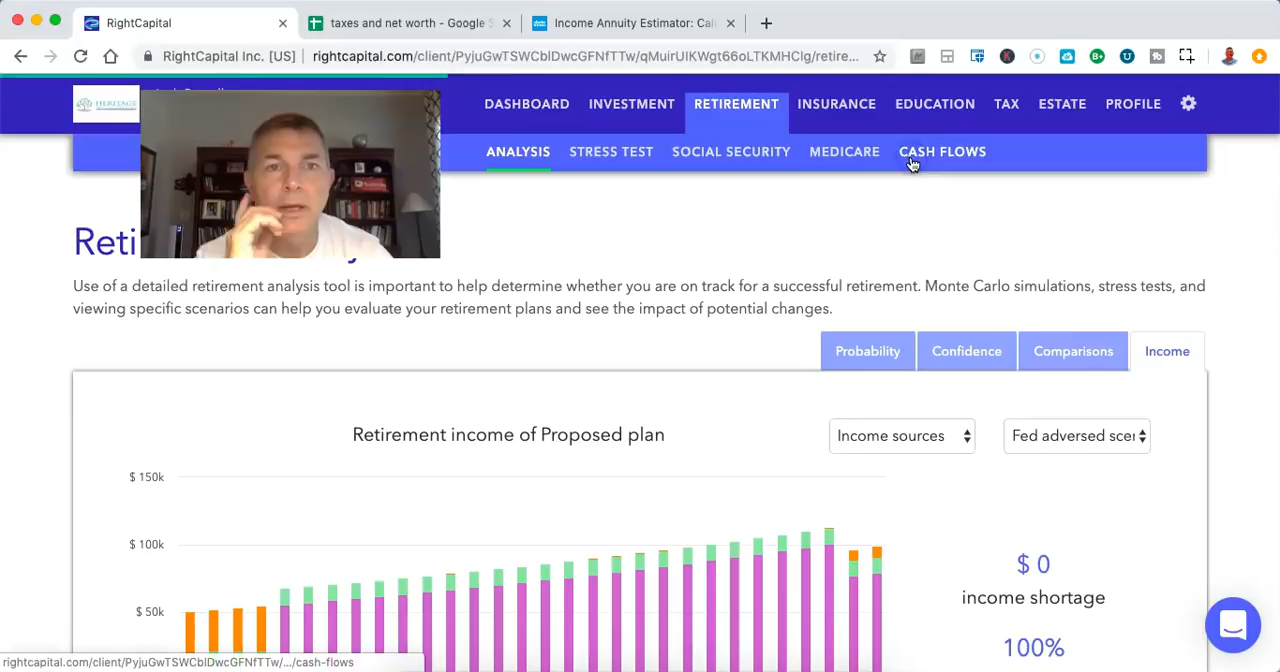 RightCapital
taxes and net worth - Google S
Income Annuity Estimator: Cal
RightCapital Inc. [US]
rightcapital.com/client/PyjuGwTSWCblDwcGFNfTTw/qMuirUIKWgt66oLTKMHClg/retire...
HERITAGE
DASHBOARD
INVESTMENT
RETIREMENT
INSURANCE
EDUCATION
TAX
ESTATE
PROFILE
ANALYSIS
STRESS TEST
SOCIAL SECURITY
MEDICARE
CASH FLOWS
Reti
Use of a detailed retirement analysis tool is important to help determine whether you are on track for a successful retirement. Monte Carlo simulations, stress tests, and
viewing specific scenarios can help you evaluate your retirement plans and see the impact of potential changes.
Probability
Confidence
Comparisons
Income
Retirement income of Proposed plan
Income sources
Fed adversed scer
$ 150k
$ 100k
$ 50k
$ 0
income shortage
100%
rightcapital.com/client/PyjuGwTSWCblDwcGFNfTTw/.../cash-flows